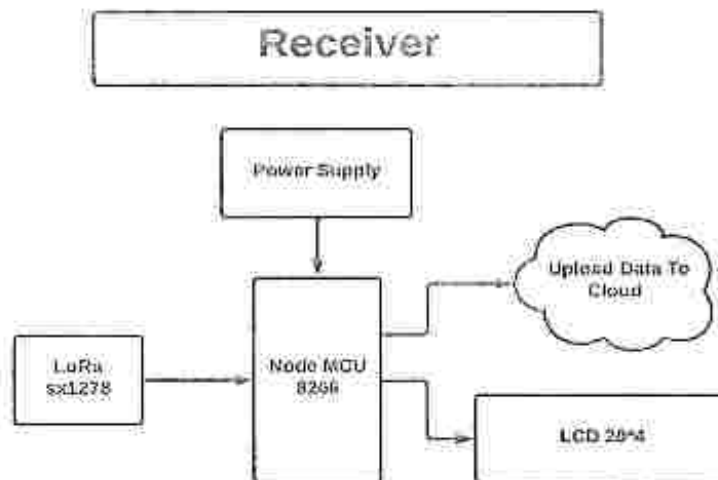 Receiver
Power Supply
Upload Data To
Cloud
LoRa
sx1278
Node MCU
8266
LCD 20*4